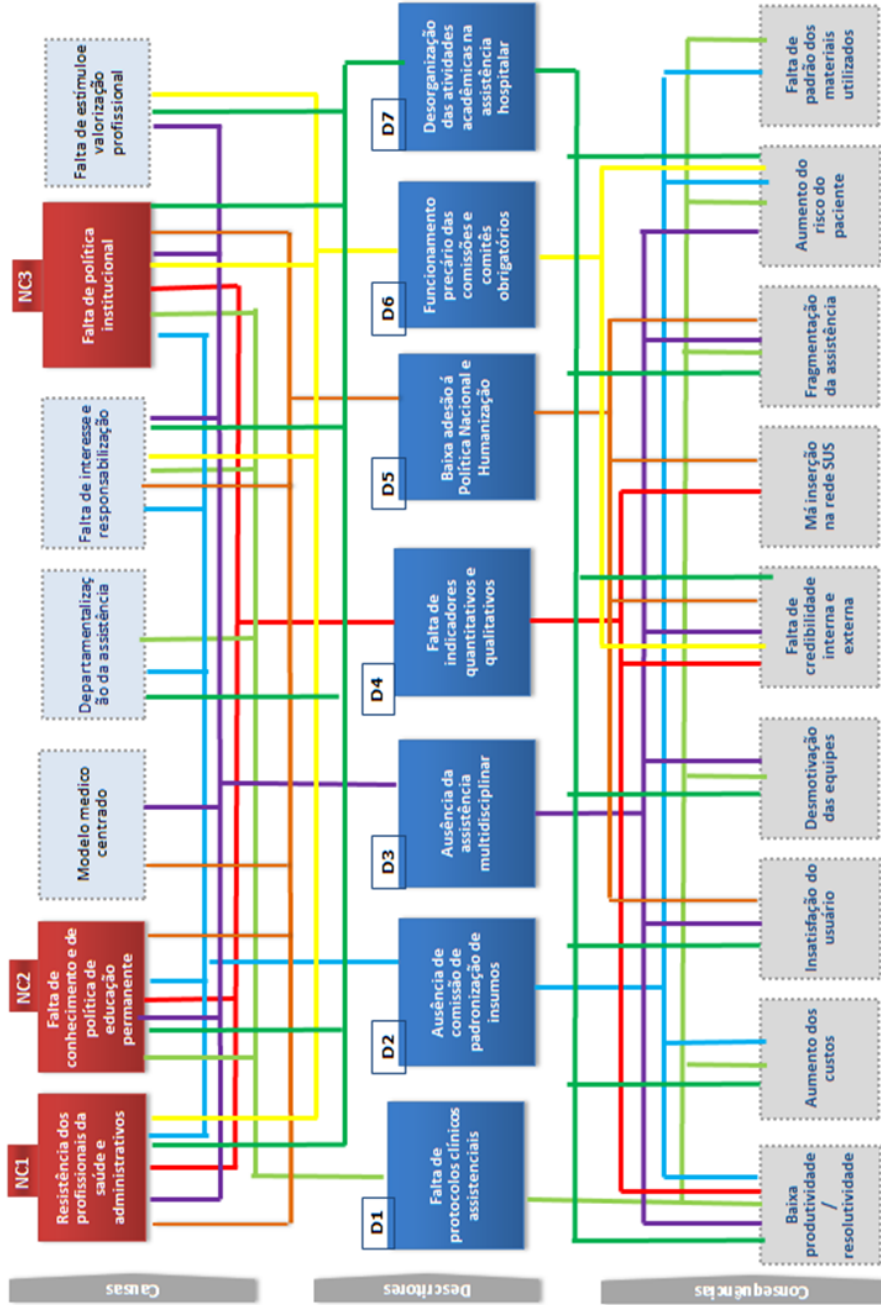 Causas
NC1
Resistência dos
profissionais da
saúde e
administrativos
NC2
Falta de
conhecimento e de
política de
educação
permanente
Modelo medico
centrado
Departamentalizaç
ão da assistência
Falta de interesse e
responsabilização
NC3
Falta de política
institucional
Falta de estímulo e
valorização
profissional
Descritores
D1
Falta de
protocolos clínicos
assistenciais
D2
Ausência de
comissão de
padronização de
insumos
D3
Ausência da
assistência
multidisciplinar
D4
Falta de
indicadores
quantitativos e
qualitativos
D5
Baixa adesão á
Política Nacional e
Humanização
D6
Funcionamento
precário das
comissões e
comitês
obrigatórios
D7
Desorganização
das atividades
acadêmicas na
assistência
hospitalar
Consequências
Baixa
produtividade
/
resolutividade
Aumento dos
custos
Insatisfação do
usuário
Desmotivação
das equipes
Falta de
credibilidade
interna e
externa
Má inserção
na rede SUS
Fragmentação
da assistência
Aumento do
risco do
paciente
Falta de
padrão dos
materiais
utilizados